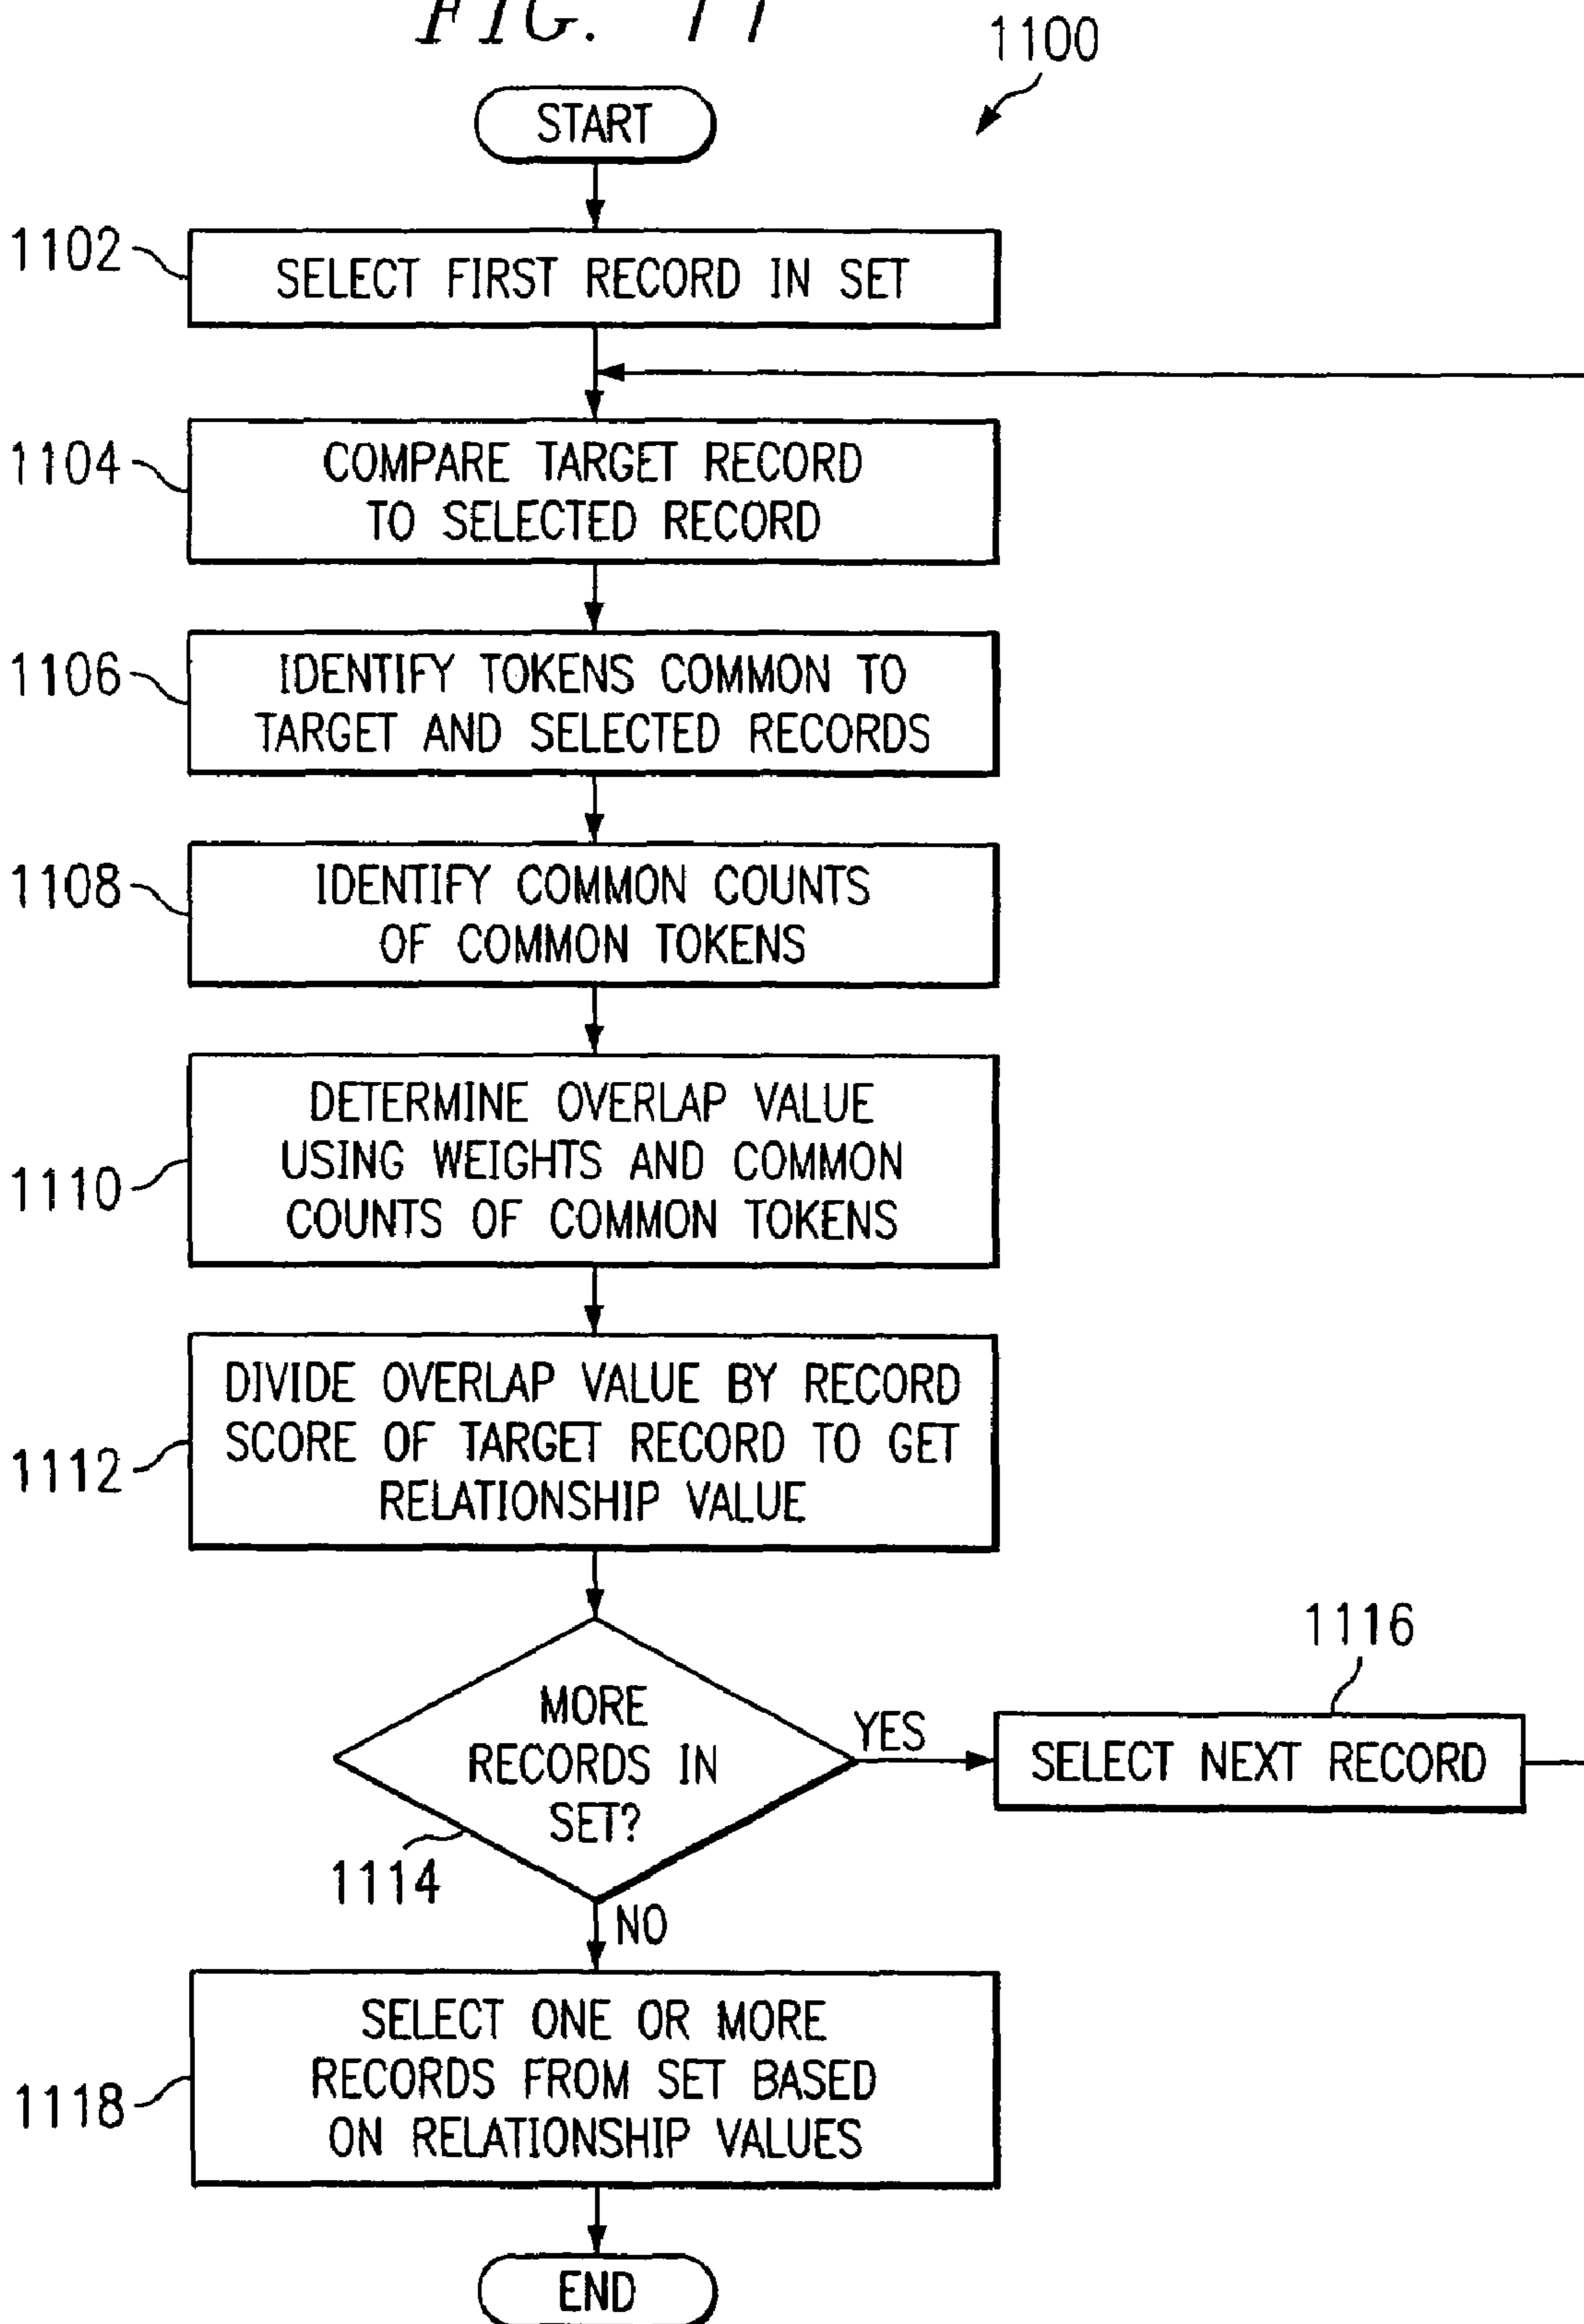 FIG. 11
1100
START
1102
SELECT FIRST RECORD IN SET
1104
COMPARE TARGET RECORD
TO SELECTED RECORD
1106
IDENTIFY TOKENS COMMON TO
TARGET AND SELECTED RECORDS
1108
IDENTIFY COMMON COUNTS
OF COMMON TOKENS
1110
DETERMINE OVERLAP VALUE
USING WEIGHTS AND COMMON
COUNTS OF COMMON TOKENS
1112
DIVIDE OVERLAP VALUE BY RECORD
SCORE OF TARGET RECORD TO GET
RELATIONSHIP VALUE
MORE
RECORDS IN
SET?
1114
YES
1116
SELECT NEXT RECORD
NO
1118
SELECT ONE OR MORE
RECORDS FROM SET BASED
ON RELATIONSHIP VALUES
END